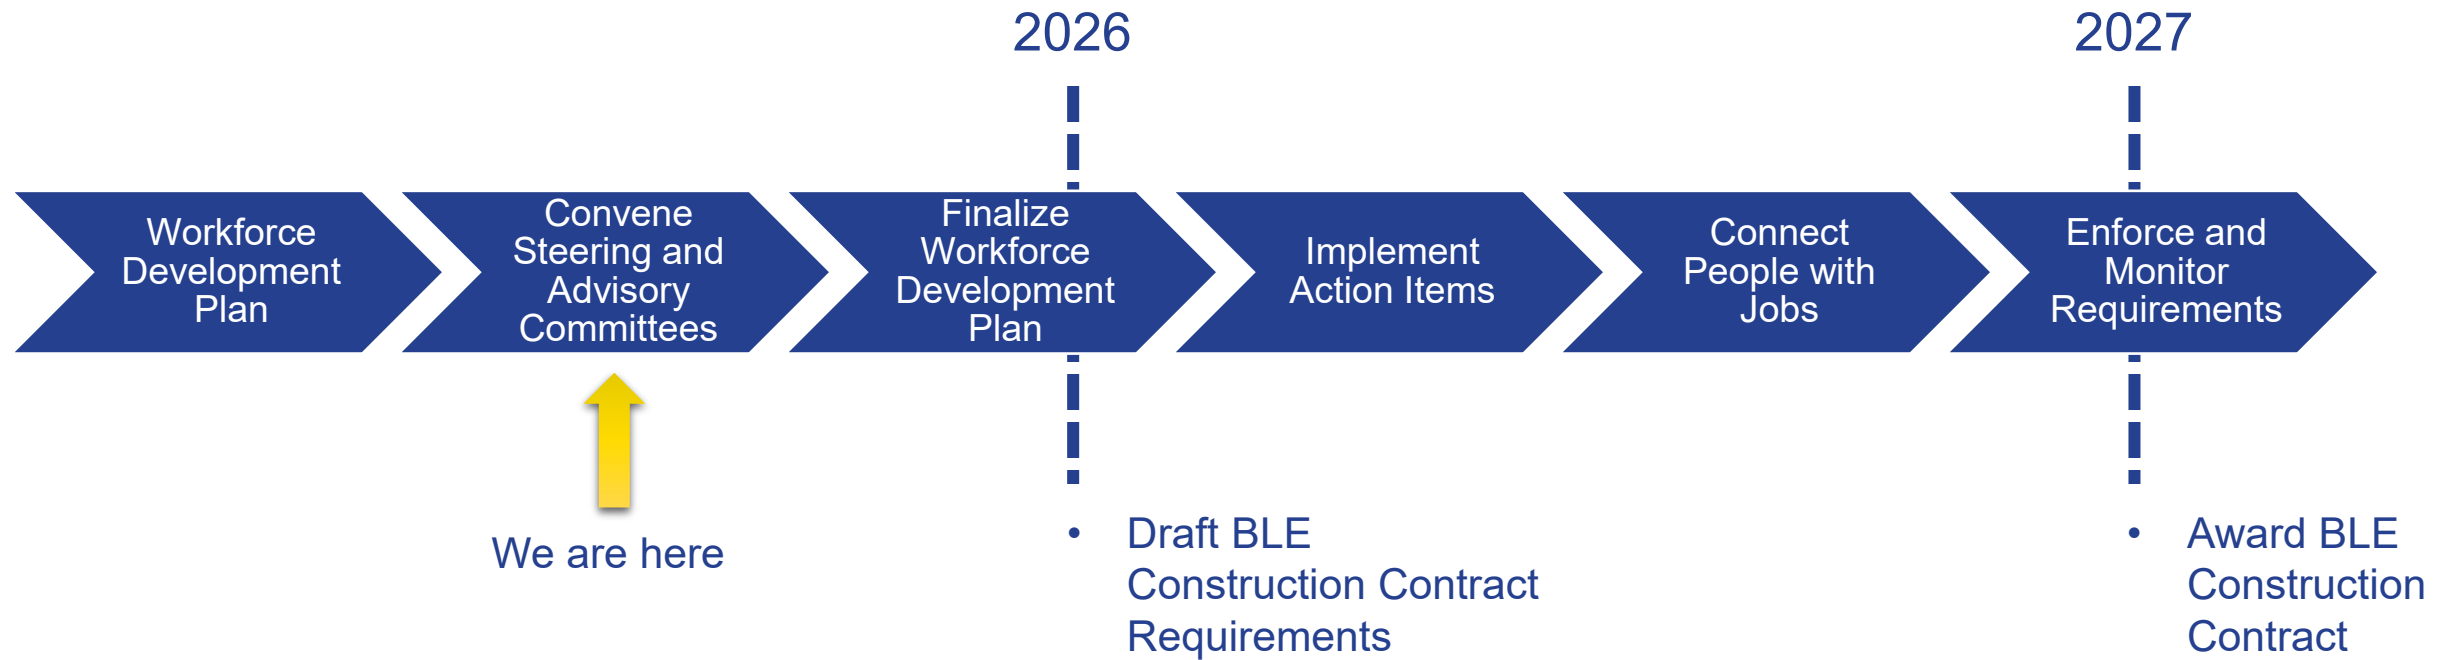 2026
2027
Workforce
Development
Plan
Convene
Steering and
Advisory
Committees
Finalize
Workforce
Development
Plan
Implement
Action Items
Connect
People with
Jobs
Enforce and
Monitor
Requirements
We are here
• Draft BLE
Construction Contract
Requirements
• Award BLE
Construction
Contract